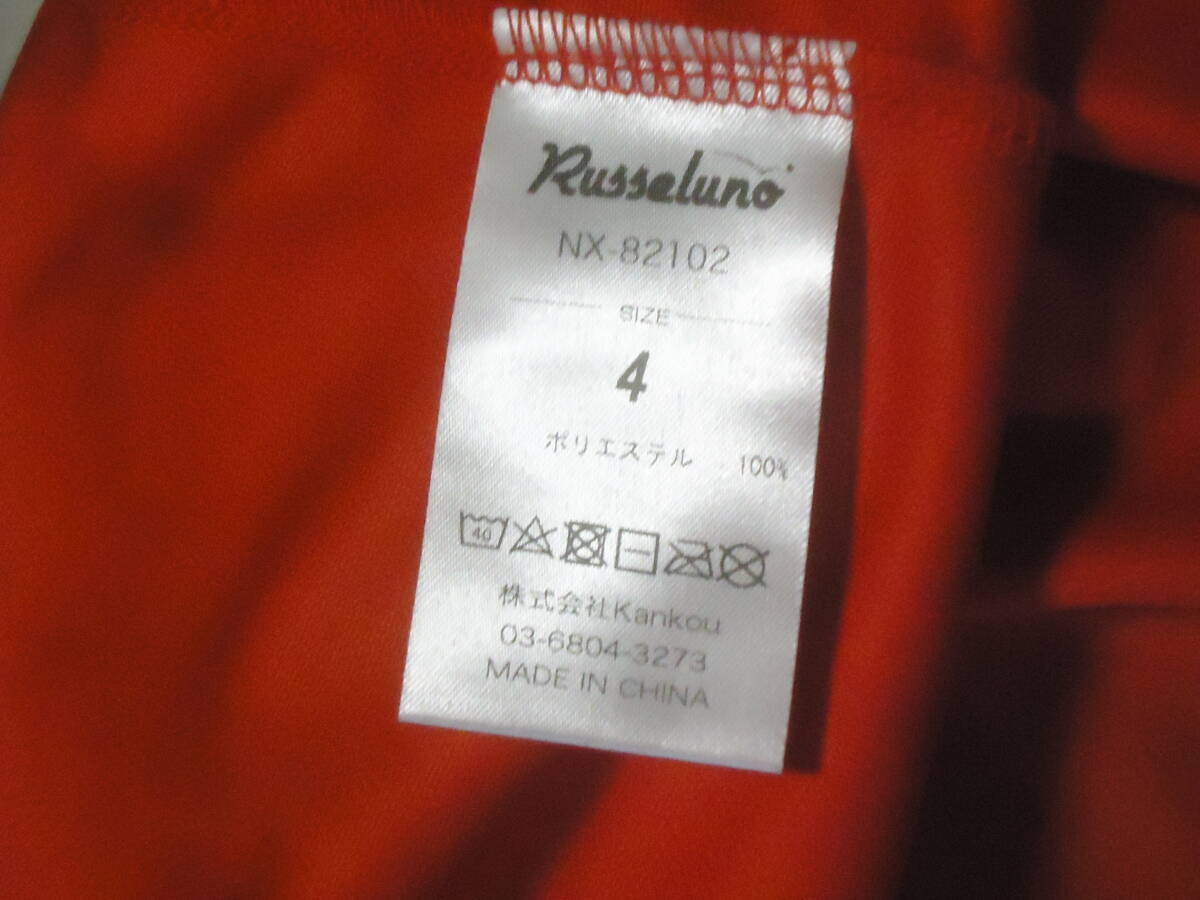 Russeluno
NX-82102
SIZE
4
ポリエステル 100%
40
株式会社Kankou
03-6804-3273
MADE IN CHINA